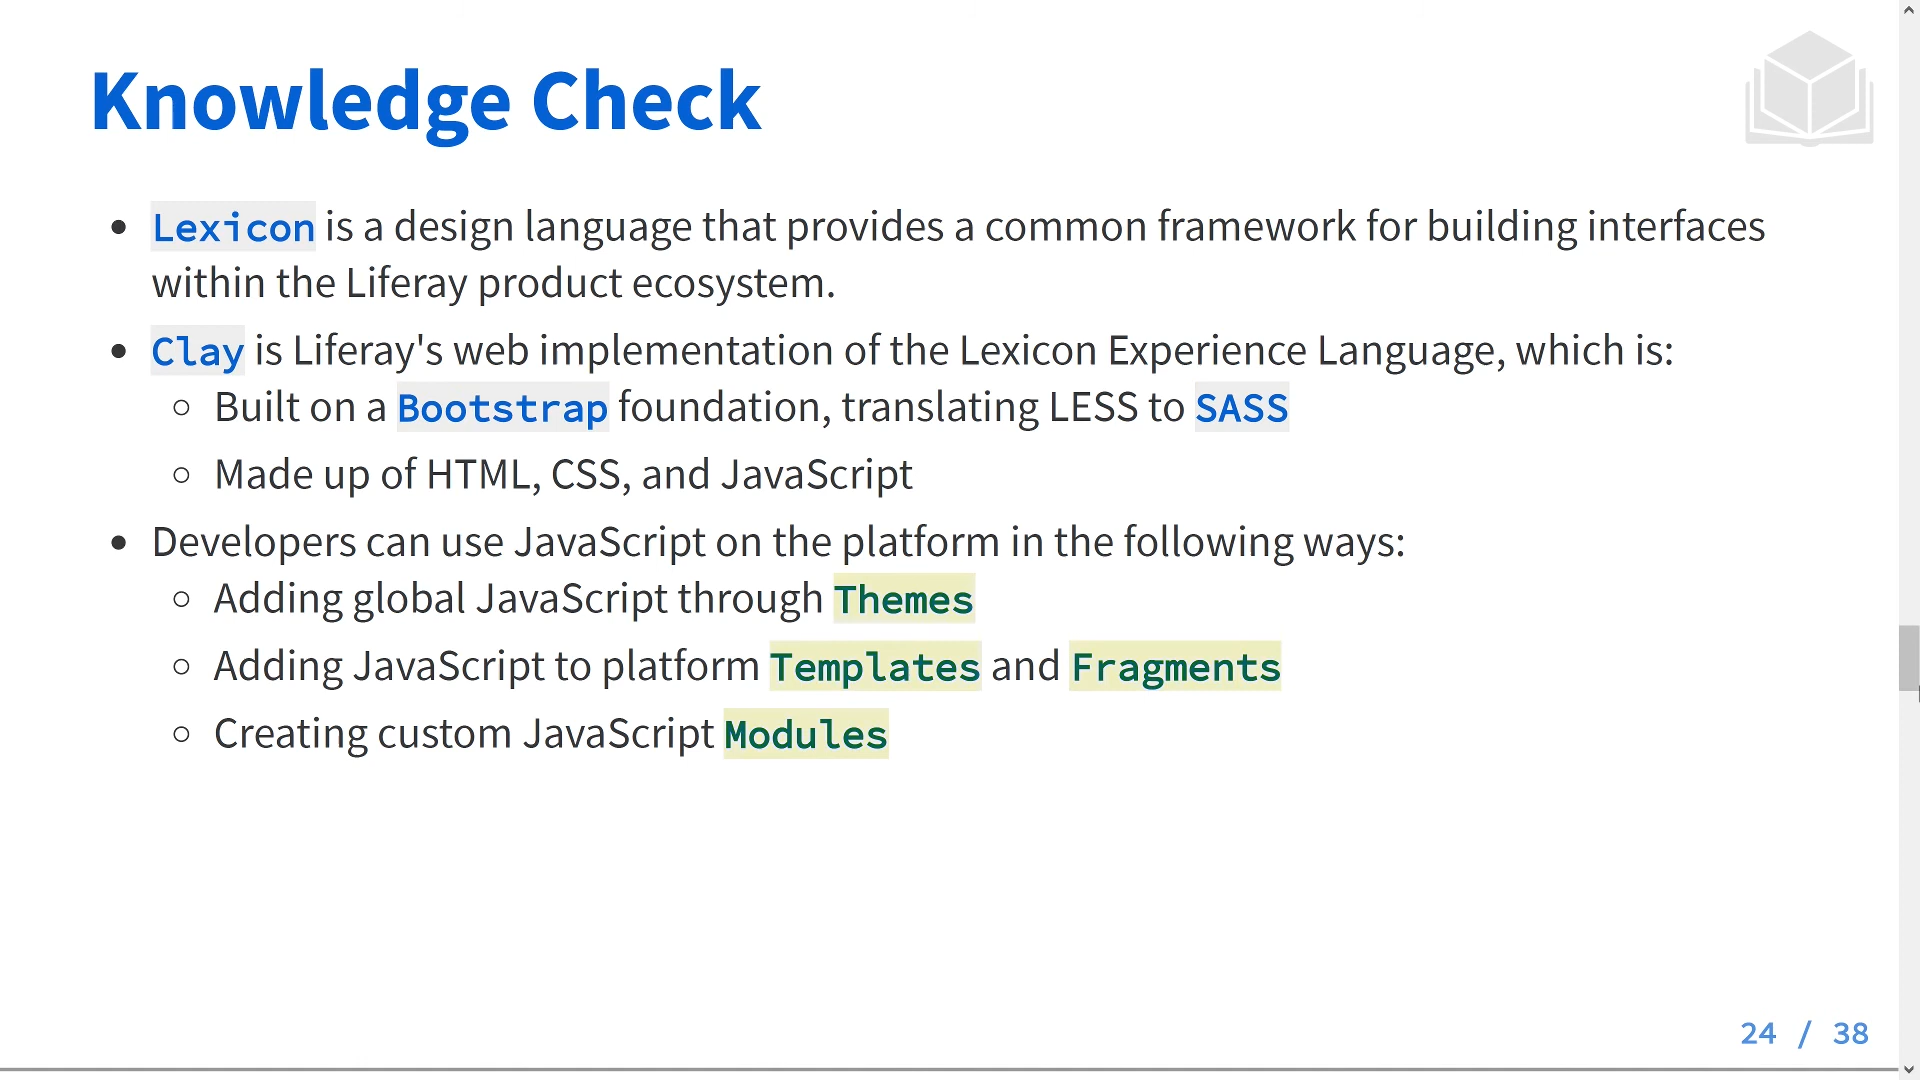 Knowledge Check
Lexicon is a design language that provides a common framework for building interfaces
within the Liferay product ecosystem.
Clay is Liferay's web implementation of the Lexicon Experience Language, which is:
Built on a Bootstrap foundation, translating LESS to SASS
Made up of HTML, CSS, and JavaScript
Developers can use JavaScript on the platform in the following ways:
Adding global JavaScript through Themes
Adding JavaScript to platform Templates and Fragments
Creating custom JavaScript Modules
24 / 38